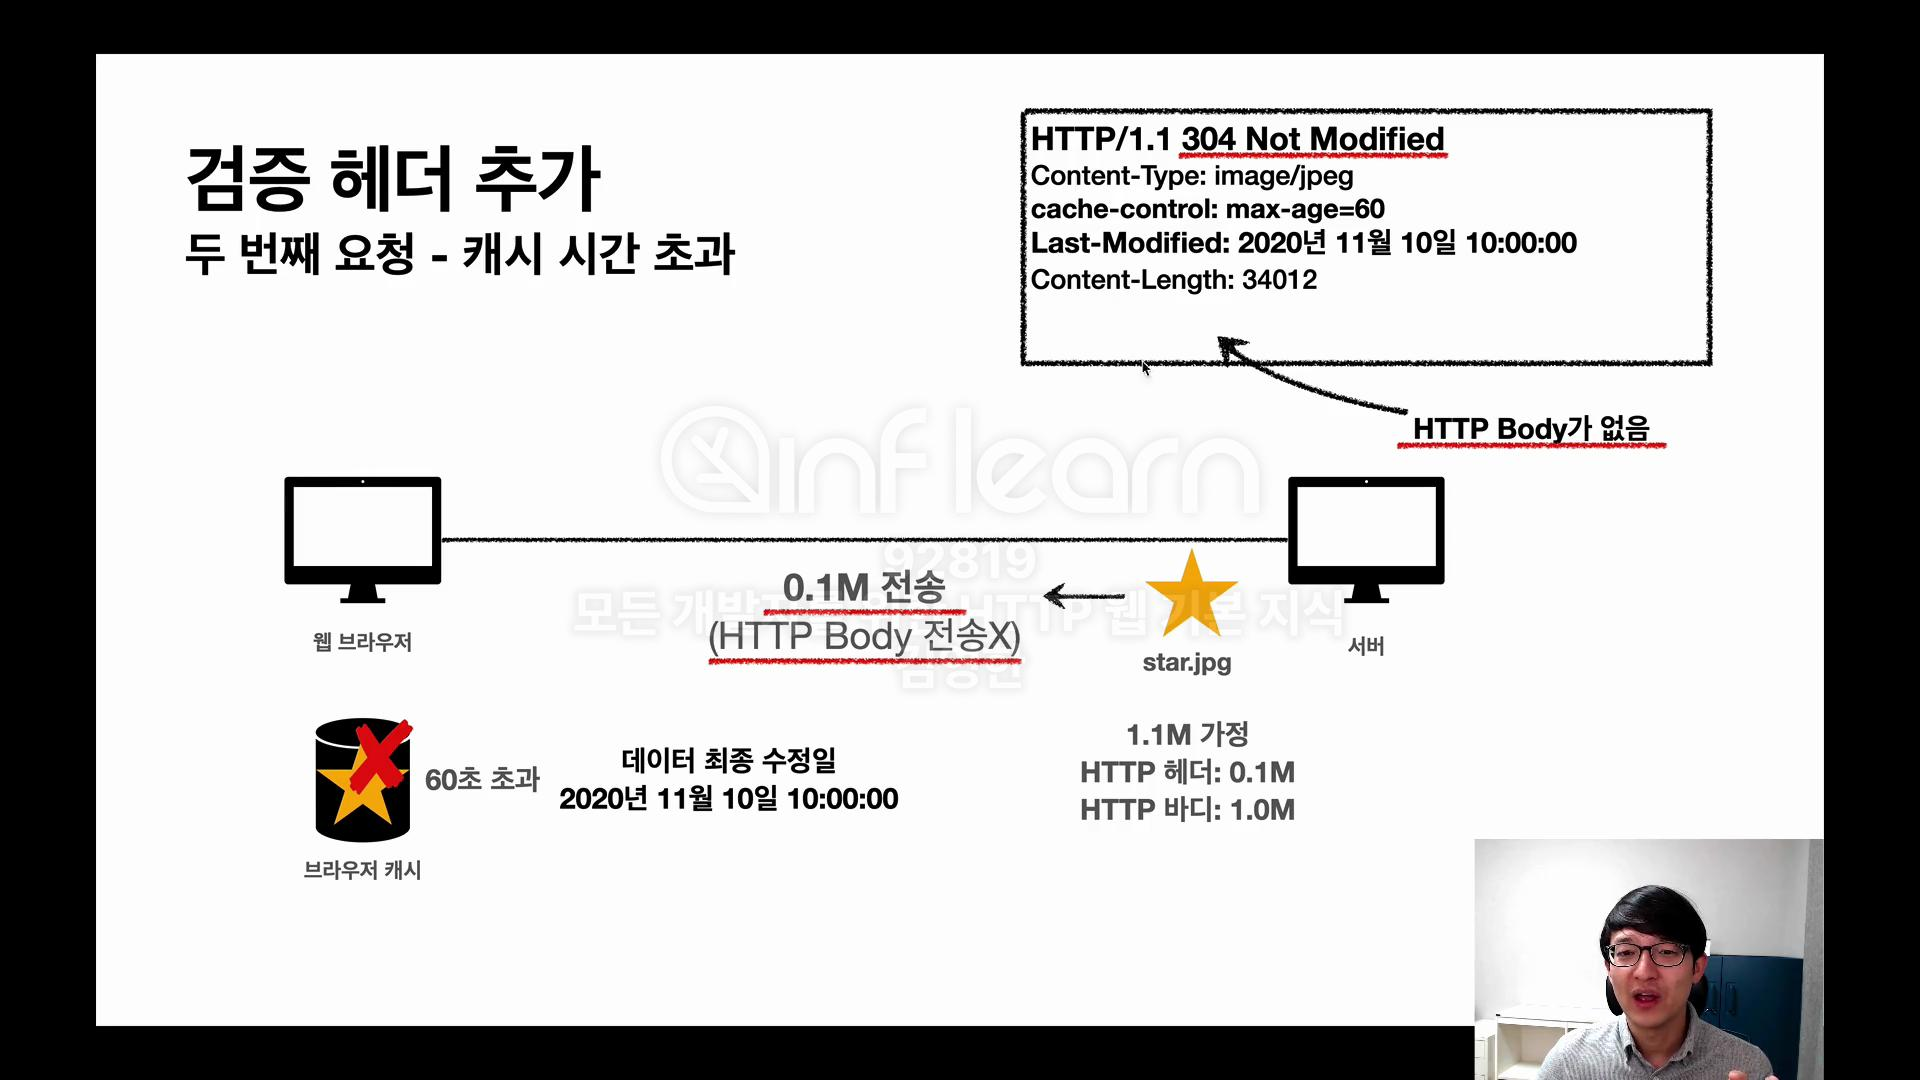 검증 헤더 추가
두 번째 요청 - 캐시 시간 초과
HTTP/1.1 304 Not Modified
Content-Type: image/jpeg
cache-control: max-age=60
Last-Modified: 2020년 11월 10일 10:00:00
Content-Length: 34012
HTTP Body가 없음
inflearn
92819
0.1M 전송
(HTTP Body 전송X)
모든 개발자를 위한 HTTP 웹 기본 지식
김영한
웹 브라우저
star.jpg
서버
60초 초과
데이터 최종 수정일
2020년 11월 10일 10:00:00
1.1M 가정
HTTP 헤더: 0.1M
HTTP 바디: 1.0M
브라우저 캐시